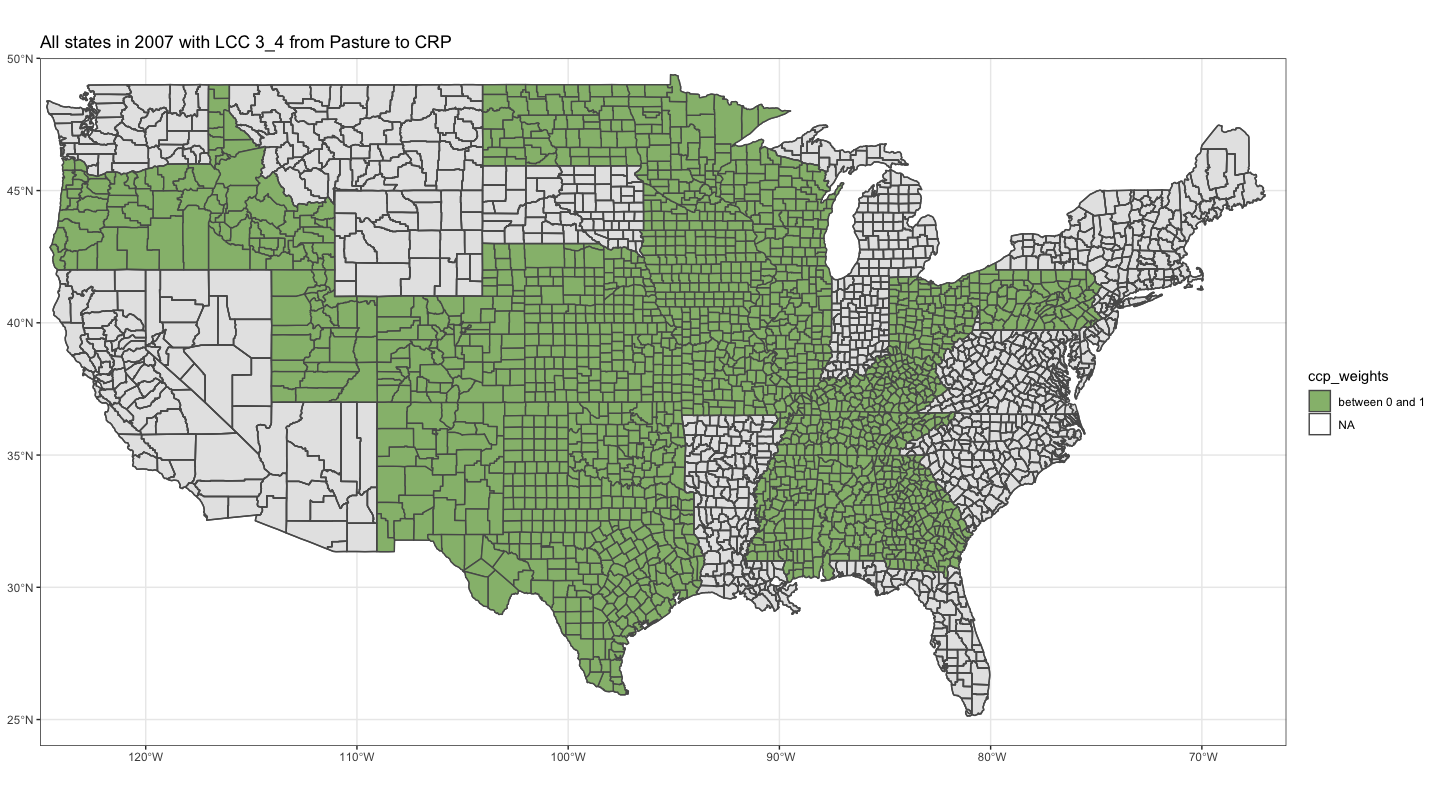 All states in 2007 with LCC 3_4 from Pasture to CRP
50°N
45°N
40°N
35°N
30°N
25°N
120°W
110°W
100°W
90°W
80°W
70°W
ccp_weights
between 0 and 1
NA